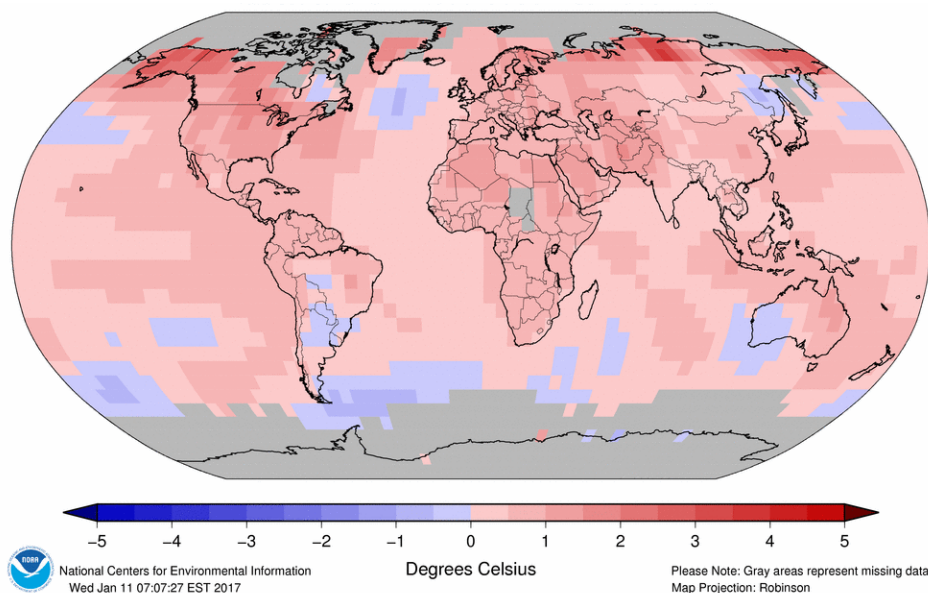 −5 −4 −3 −2 −1 0 1 2 3 4 5
NOAA
National Centers for Environmental Information
Wed Jan 11 07:07:27 EST 2017
Degrees Celsius
Please Note: Gray areas represent missing data
Map Projection: Robinson